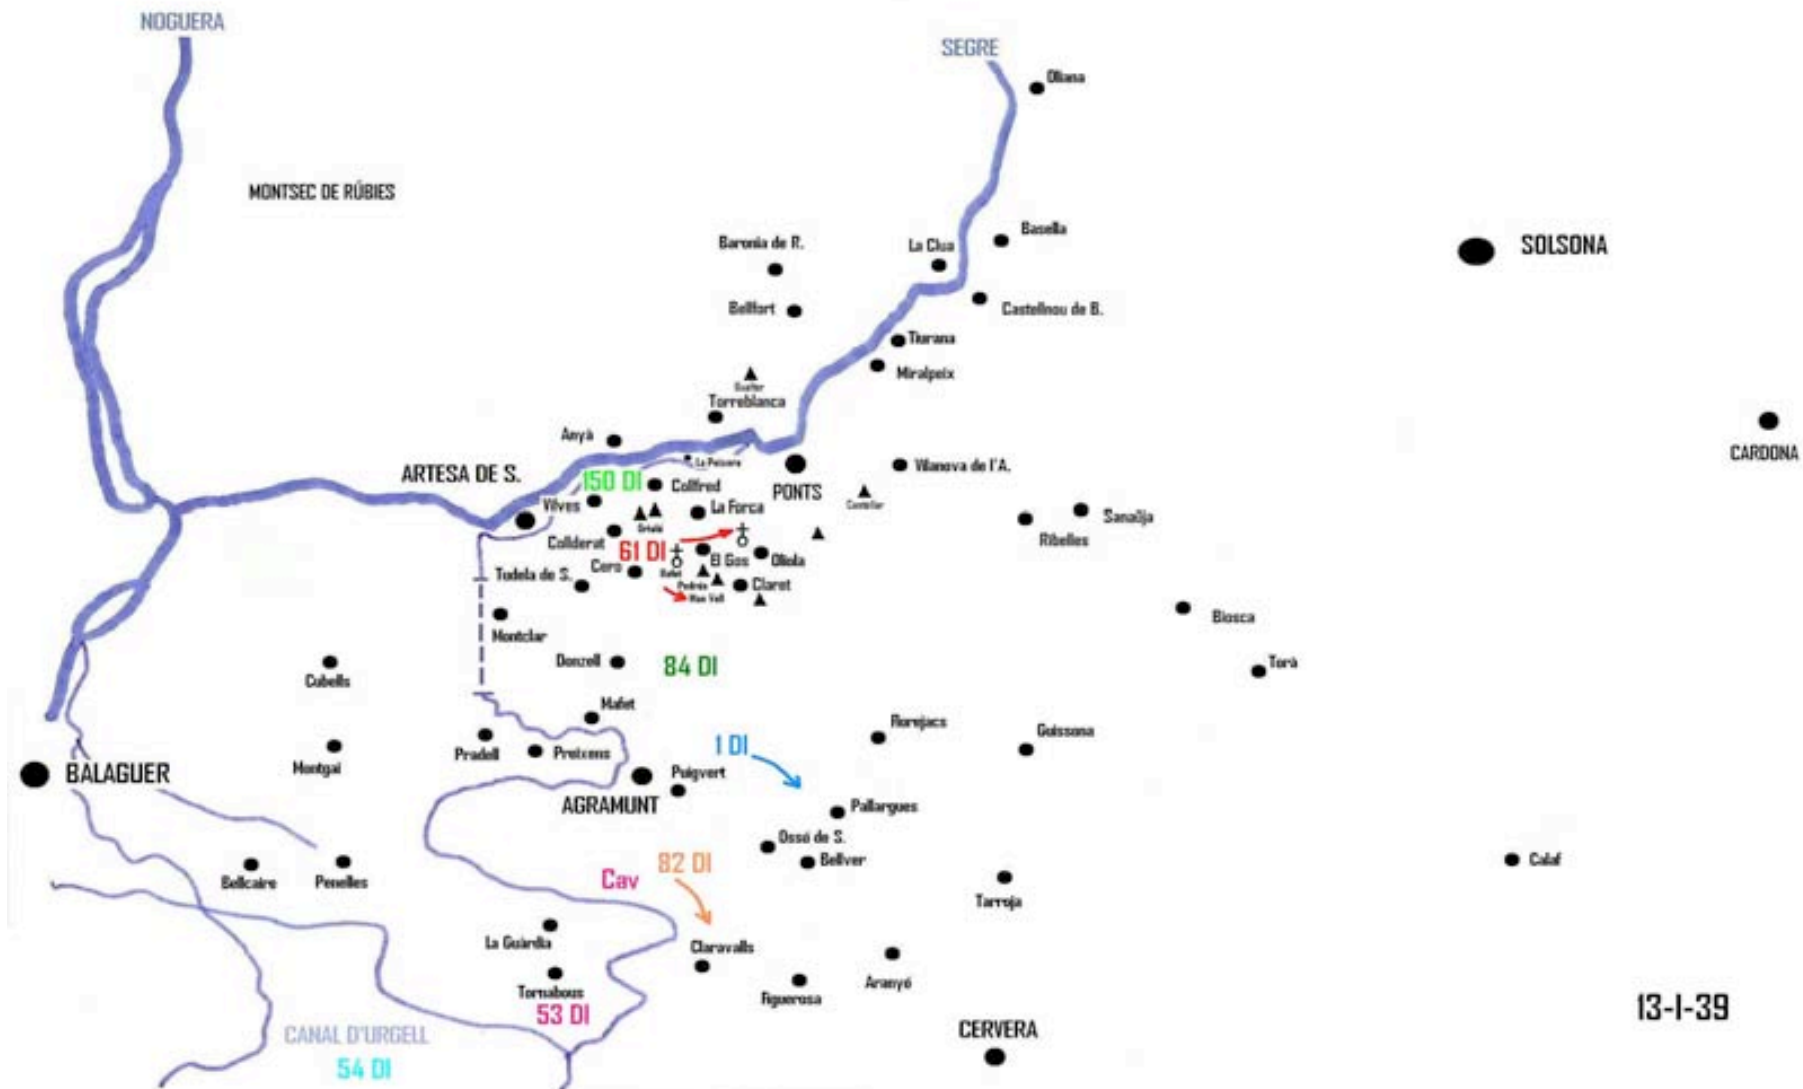 NOGUERA
SEGRE
Oliana
MONTSEC DE RÚBIES
Baronia de R.
La Clua
Basella
SOLSONA
Bellfort
Castellnou de B.
Tiurana
Miralpeix
Torreblanca
Anyà
CARDONA
ARTESA DE S.
150 DI
Collfred
PONTS
Vilanova de l'A.
Vilves
La Força
Sanaüja
Ribelles
Collderat
61 DI
El Gos
Oliola
Cero
Tudela de S.
Claret
Montclar
Biosca
Donzell
84 DI
Torà
Cubells
Mafet
Florejacs
Guissona
Pradell
Preixens
1 DI
Montgai
BALAGUER
Puigvert
AGRAMUNT
Pallargues
Ossó de S.
Bellver
82 DI
Cav
Calaf
Bellcaire
Penelles
Tarroja
La Guàrdia
Claravalls
Aranyó
Tornabous
Figuerosa
53 DI
13-I-39
CANAL D'URGELL
CERVERA
54 DI